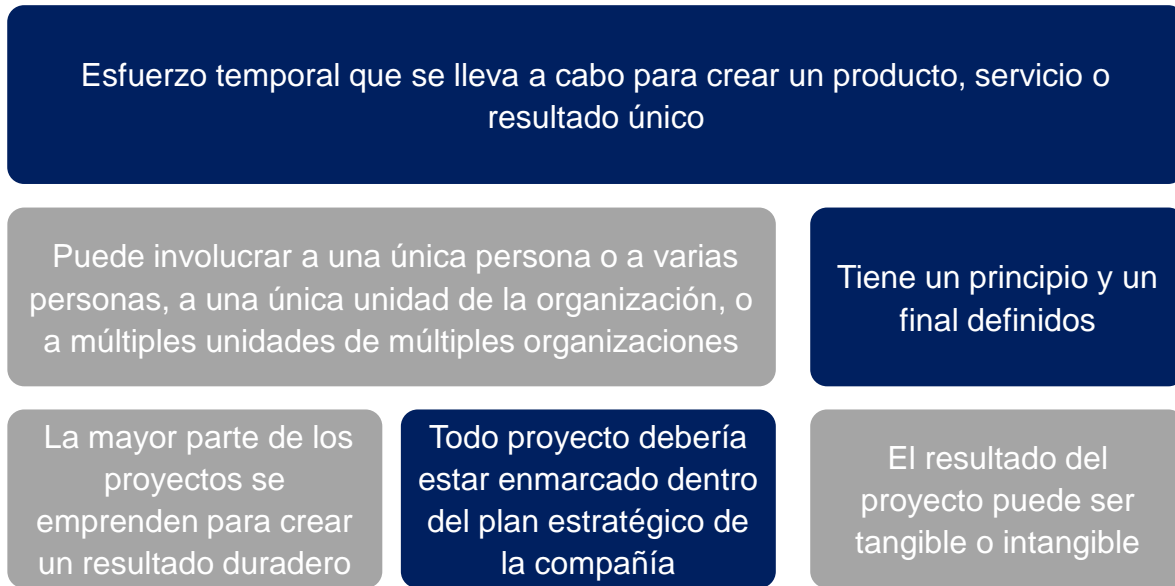 Esfuerzo temporal que se lleva a cabo para crear un producto, servicio o
resultado único
Puede involucrar a una única persona o a varias
personas, a una única unidad de la organización, o
a múltiples unidades de múltiples organizaciones
Tiene un principio y un
final definidos
La mayor parte de los
proyectos se
emprenden para crear
un resultado duradero
Todo proyecto debería
estar enmarcado dentro
del plan estratégico de
la compañía
El resultado del
proyecto puede ser
tangible o intangible